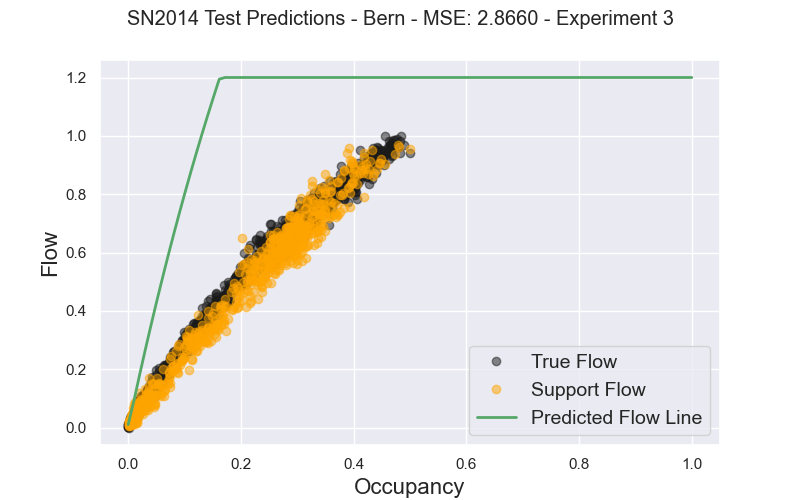 SN2014 Test Predictions - Bern - MSE: 2.8660 - Experiment 3
1.2
1.0
0.8
0.6
0.4
0.2
0.0
Flow
0.0 0.2 0.4 0.6 0.8 1.0
Occupancy
True Flow
Support Flow
Predicted Flow Line